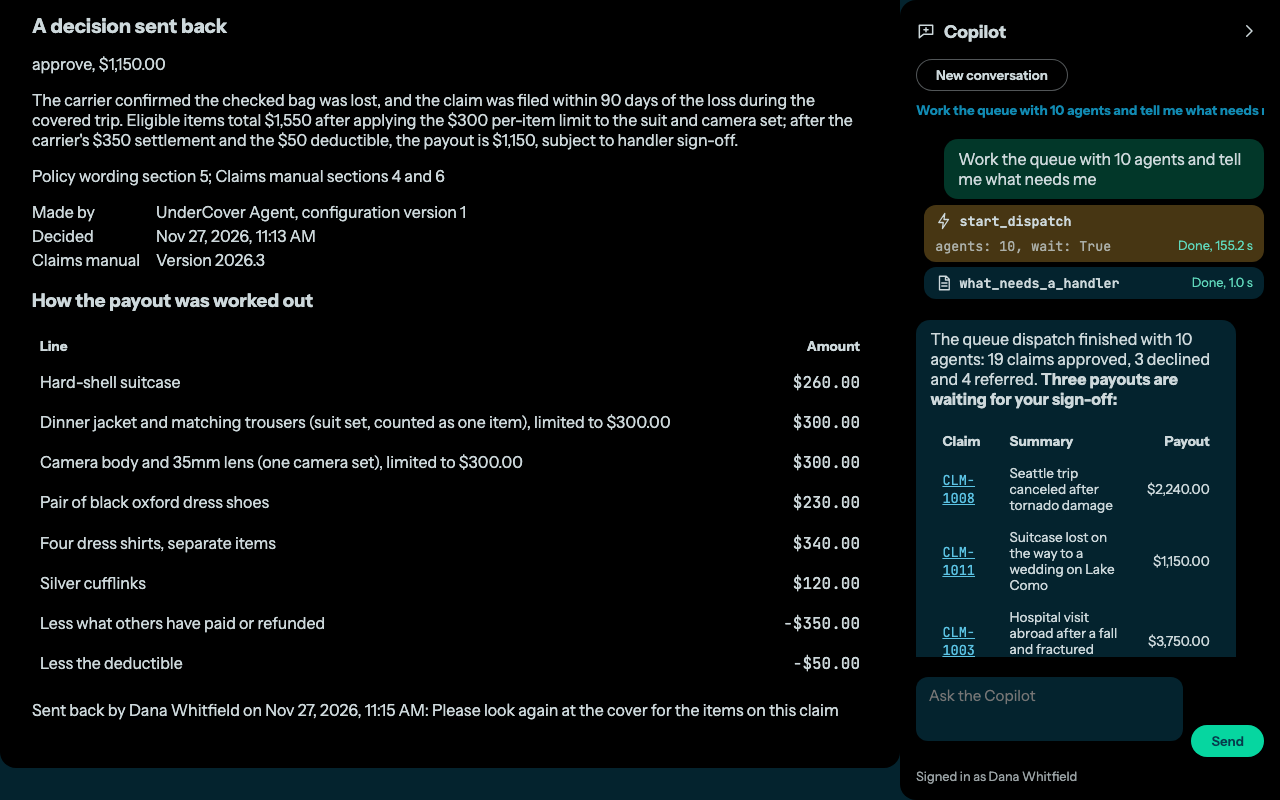 A decision sent back
approve, $1,150.00
The carrier confirmed the checked bag was lost, and the claim was filed within 90 days of the loss during the
covered trip. Eligible items total $1,550 after applying the $300 per-item limit to the suit and camera set; after the
carrier's $350 settlement and the $50 deductible, the payout is $1,150, subject to handler sign-off.
Policy wording section 5; Claims manual sections 4 and 6
Made by UnderCover Agent, configuration version 1
Decided Nov 27, 2026, 11:13 AM
Claims manual Version 2026.3
How the payout was worked out
Line Amount
Hard-shell suitcase $260.00
Dinner jacket and matching trousers (suit set, counted as one item), limited to $300.00 $300.00
Camera body and 35mm lens (one camera set), limited to $300.00 $300.00
Pair of black oxford dress shoes $230.00
Four dress shirts, separate items $340.00
Silver cufflinks $120.00
Less what others have paid or refunded -$350.00
Less the deductible -$50.00
Sent back by Dana Whitfield on Nov 27, 2026, 11:15 AM: Please look again at the cover for the items on this claim
Copilot
New conversation
Work the queue with 10 agents and tell me what needs
Work the queue with 10 agents and tell
me what needs me
start_dispatch
agents: 10, wait: True Done, 155.2 s
what_needs_a_handler Done, 1.0 s
The queue dispatch finished with 10
agents: 19 claims approved, 3 declined
and 4 referred. Three payouts are
waiting for your sign-off:
Claim Summary Payout
CLM-1008 Seattle trip canceled after tornado damage $2,240.00
CLM-1011 Suitcase lost on the way to a wedding on Lake Como $1,150.00
CLM-1003 Hospital visit abroad after a fall and fractured $3,750.00
Ask the Copilot
Send
Signed in as Dana Whitfield